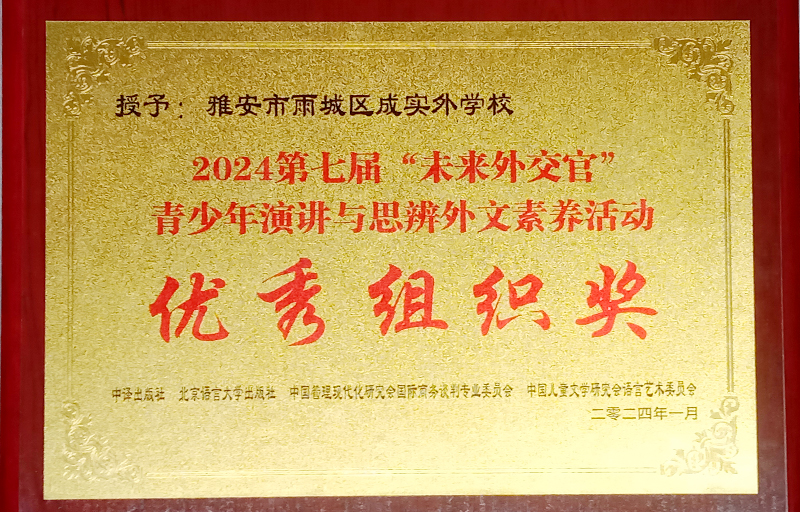 授予：雅安市雨城区成实外学校
2024第七届“未来外交官”
青少年演讲与思辨外文素养活动
优秀组织奖
中译出版社 北京语言大学出版社 中国管理现代化研究会国际商务谈判专业委员会 中国儿童文学研究会语言艺术委员会
二零二四年一月